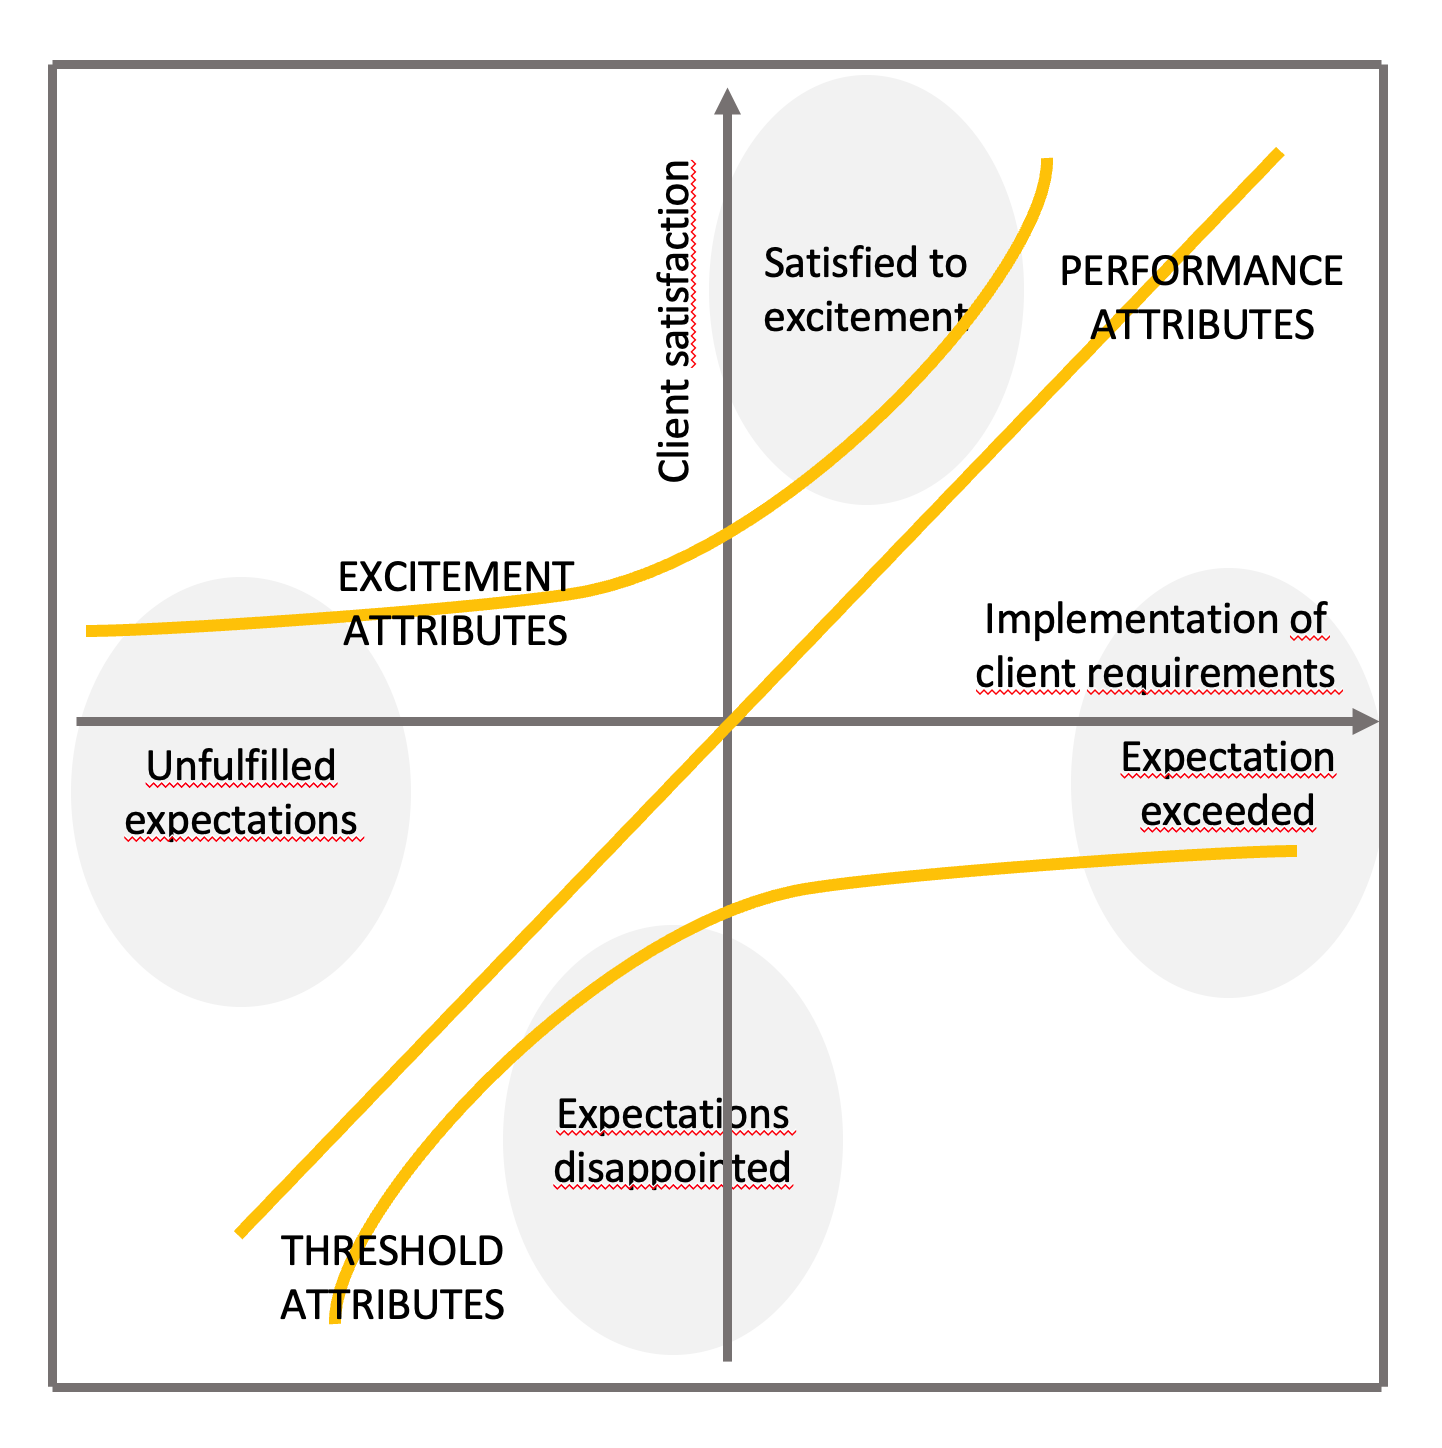 Client satisfaction
Satisfied to
excitement
PERFORMANCE
ATTRIBUTES
EXCITEMENT
ATTRIBUTES
Implementation of
client requirements
Unfulfilled
expectations
Expectation
exceeded
Expectations
disappointed
THRESHOLD
ATTRIBUTES